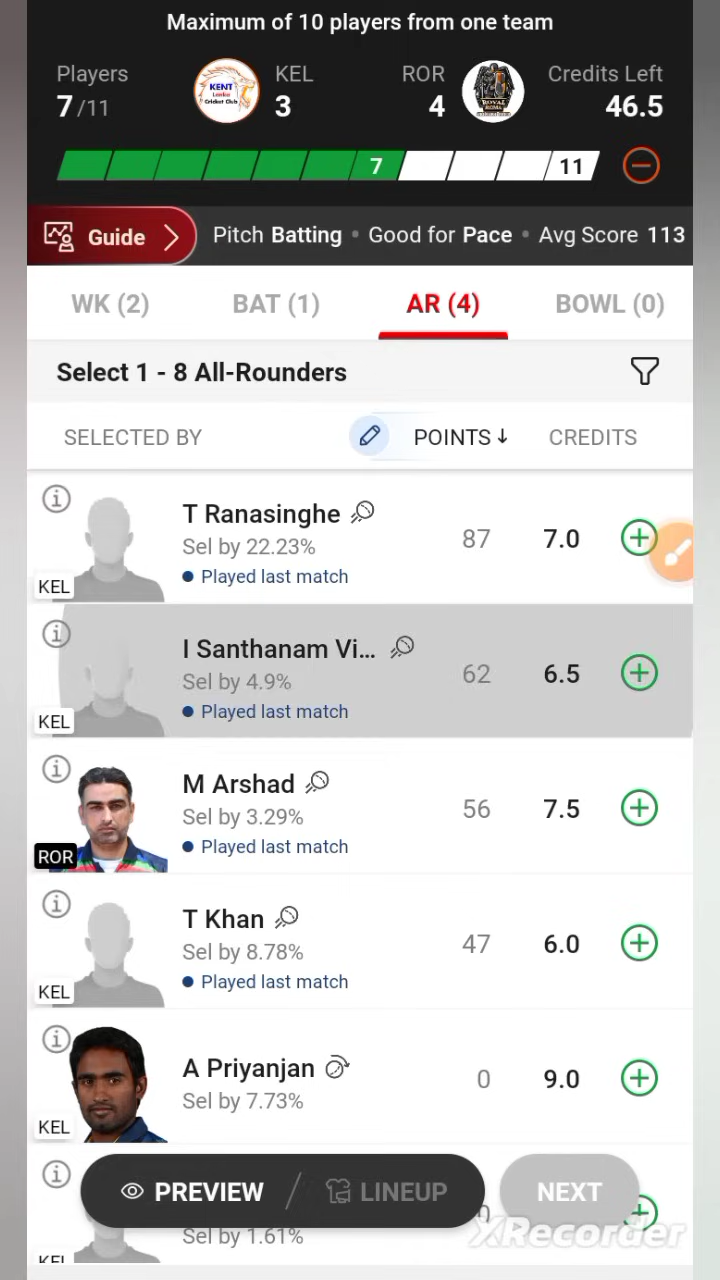 Maximum of 10 players from one team
Players KEL ROR Credits Left
7/11 3 4 46.5
KENT
Lanka
Cricket Club
7 11
Guide Pitch Batting • Good for Pace • Avg Score 113
WK (2) BAT (1) AR (4) BOWL (0)
Select 1 - 8 All-Rounders
SELECTED BY POINTS ↓ CREDITS
T Ranasinghe
Sel by 22.23% 87 7.0
Played last match
KEL
I Santhanam Vi...
Sel by 4.9% 62 6.5
Played last match
KEL
M Arshad
Sel by 3.29% 56 7.5
Played last match
ROR
T Khan
Sel by 8.78% 47 6.0
Played last match
KEL
A Priyanjan
Sel by 7.73% 0 9.0
KEL
PREVIEW / LINEUP NEXT
Sel by 1.61%
KEL
XRecorder